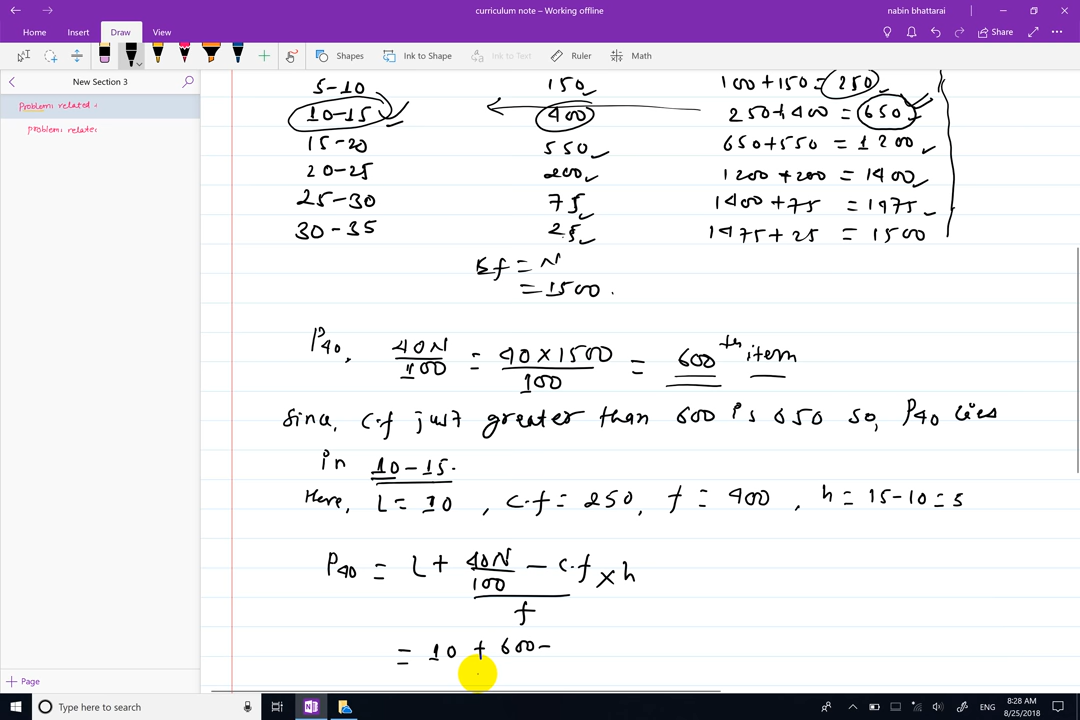 curriculum note – Working offline
nabin bhattarai
Home Insert Draw View
Share
Shapes Ink to Shape Ink to Text Ruler Math
New Section 3
Problems related
problems relates
+ Page
5-10 150 100+150=250
10-15 400 250+400=650
15-20 550 650+550=1200
20-25 200 1200+200=1400
25-30 75 1400+75=1475
30-35 25 1475+25=1500
Σf = N
= 1500.
P40, 40N/100 = 40×1500/100 = 600th item
Since, c.f just greater than 600 is 650 so, P40 lies
in 10-15.
Here, L = 10, c.f = 250, f = 400, h = 15-10=5
P40 = L + 40N/100 - c.f/f × h
= 10 + 600-
Type here to search
ENG
8:28 AM
8/25/2018